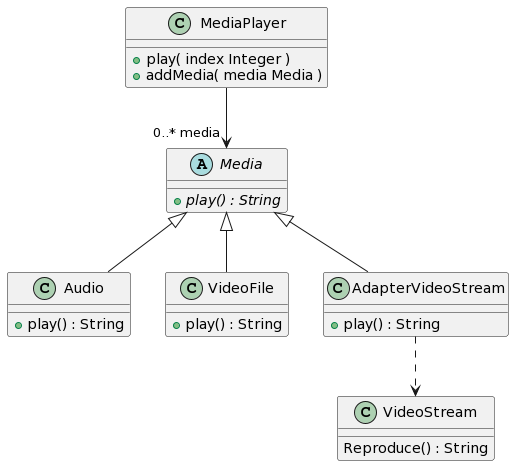 C MediaPlayer
play( index Integer )
addMedia( media Media )
0..* media
A Media
play() : String
C Audio
play() : String
C VideoFile
play() : String
C AdapterVideoStream
play() : String
C VideoStream
Reproduce() : String